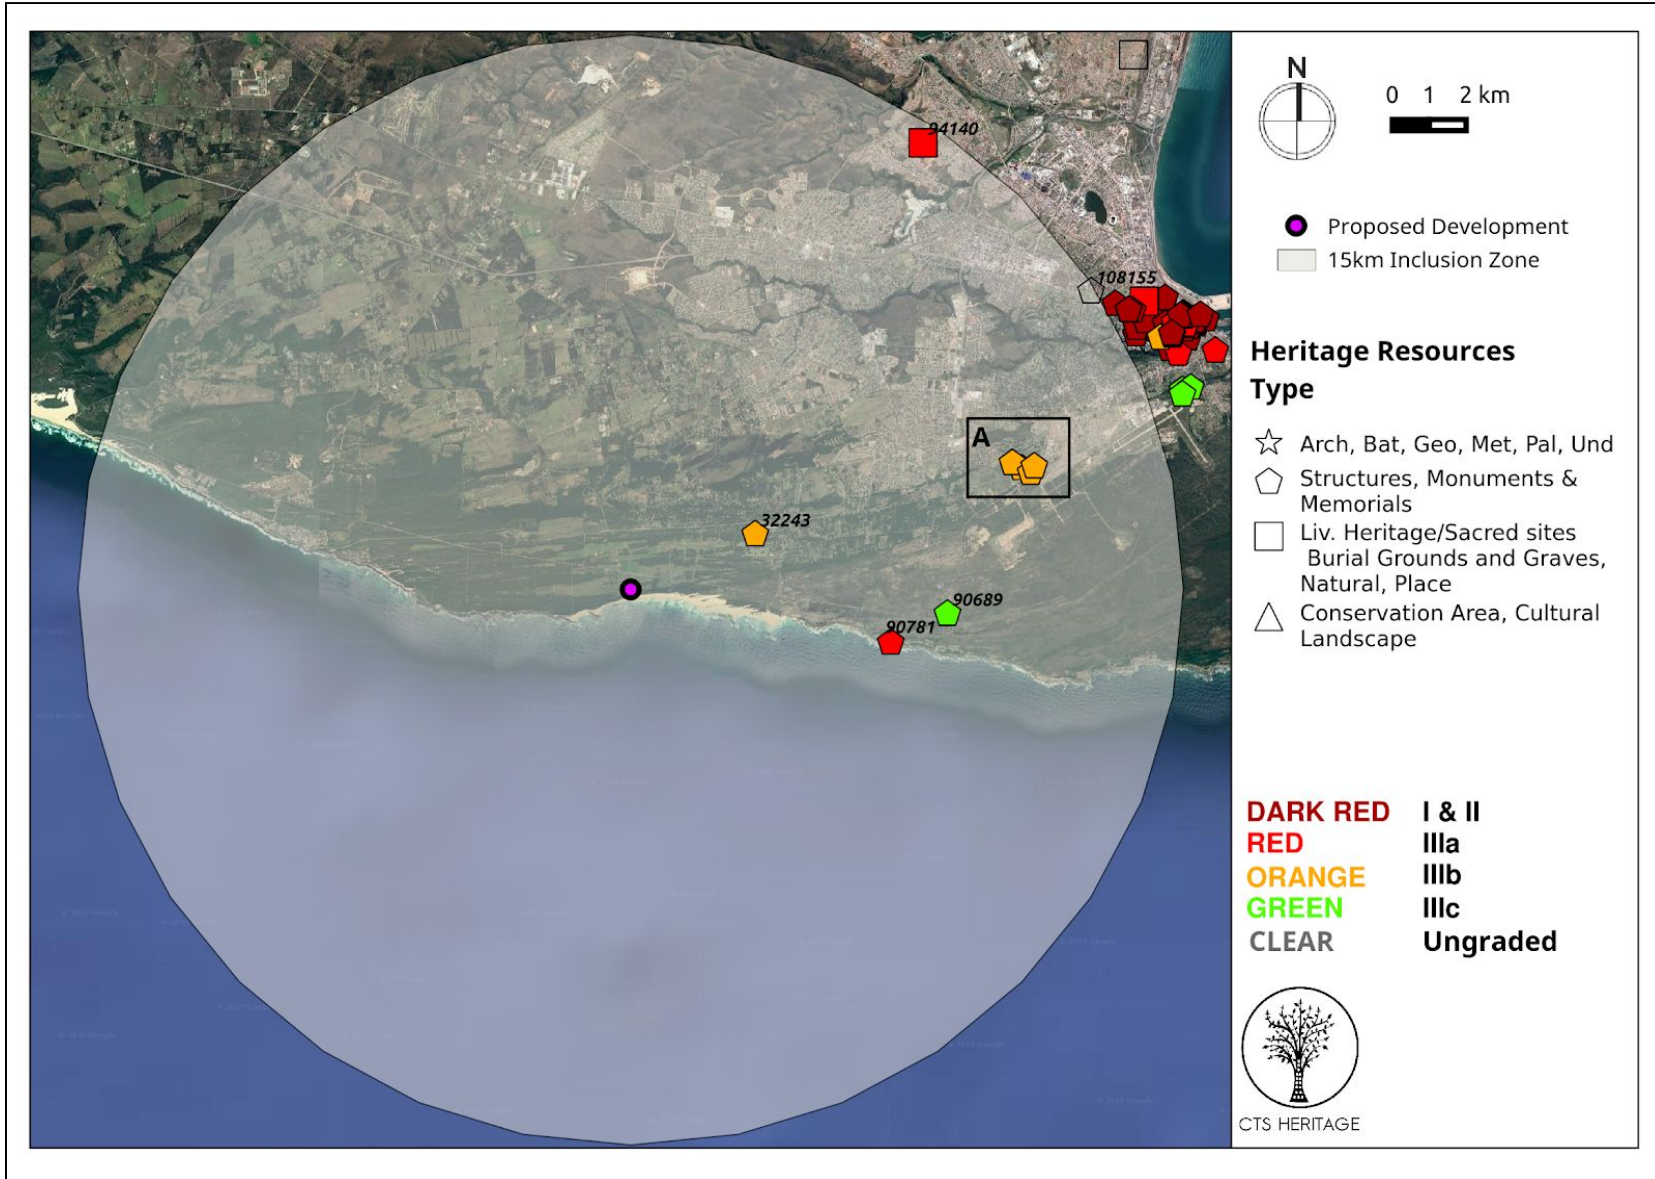 94140
108155
A
32243
90689
90781
N
0 1 2 km
Proposed Development
15km Inclusion Zone
Heritage Resources
Type
Arch, Bat, Geo, Met, Pal, Und
Structures, Monuments &
Memorials
Liv. Heritage/Sacred sites
Burial Grounds and Graves,
Natural, Place
Conservation Area, Cultural
Landscape
DARK RED I & II
RED IIIa
ORANGE IIIb
GREEN IIIc
CLEAR Ungraded
CTS HERITAGE